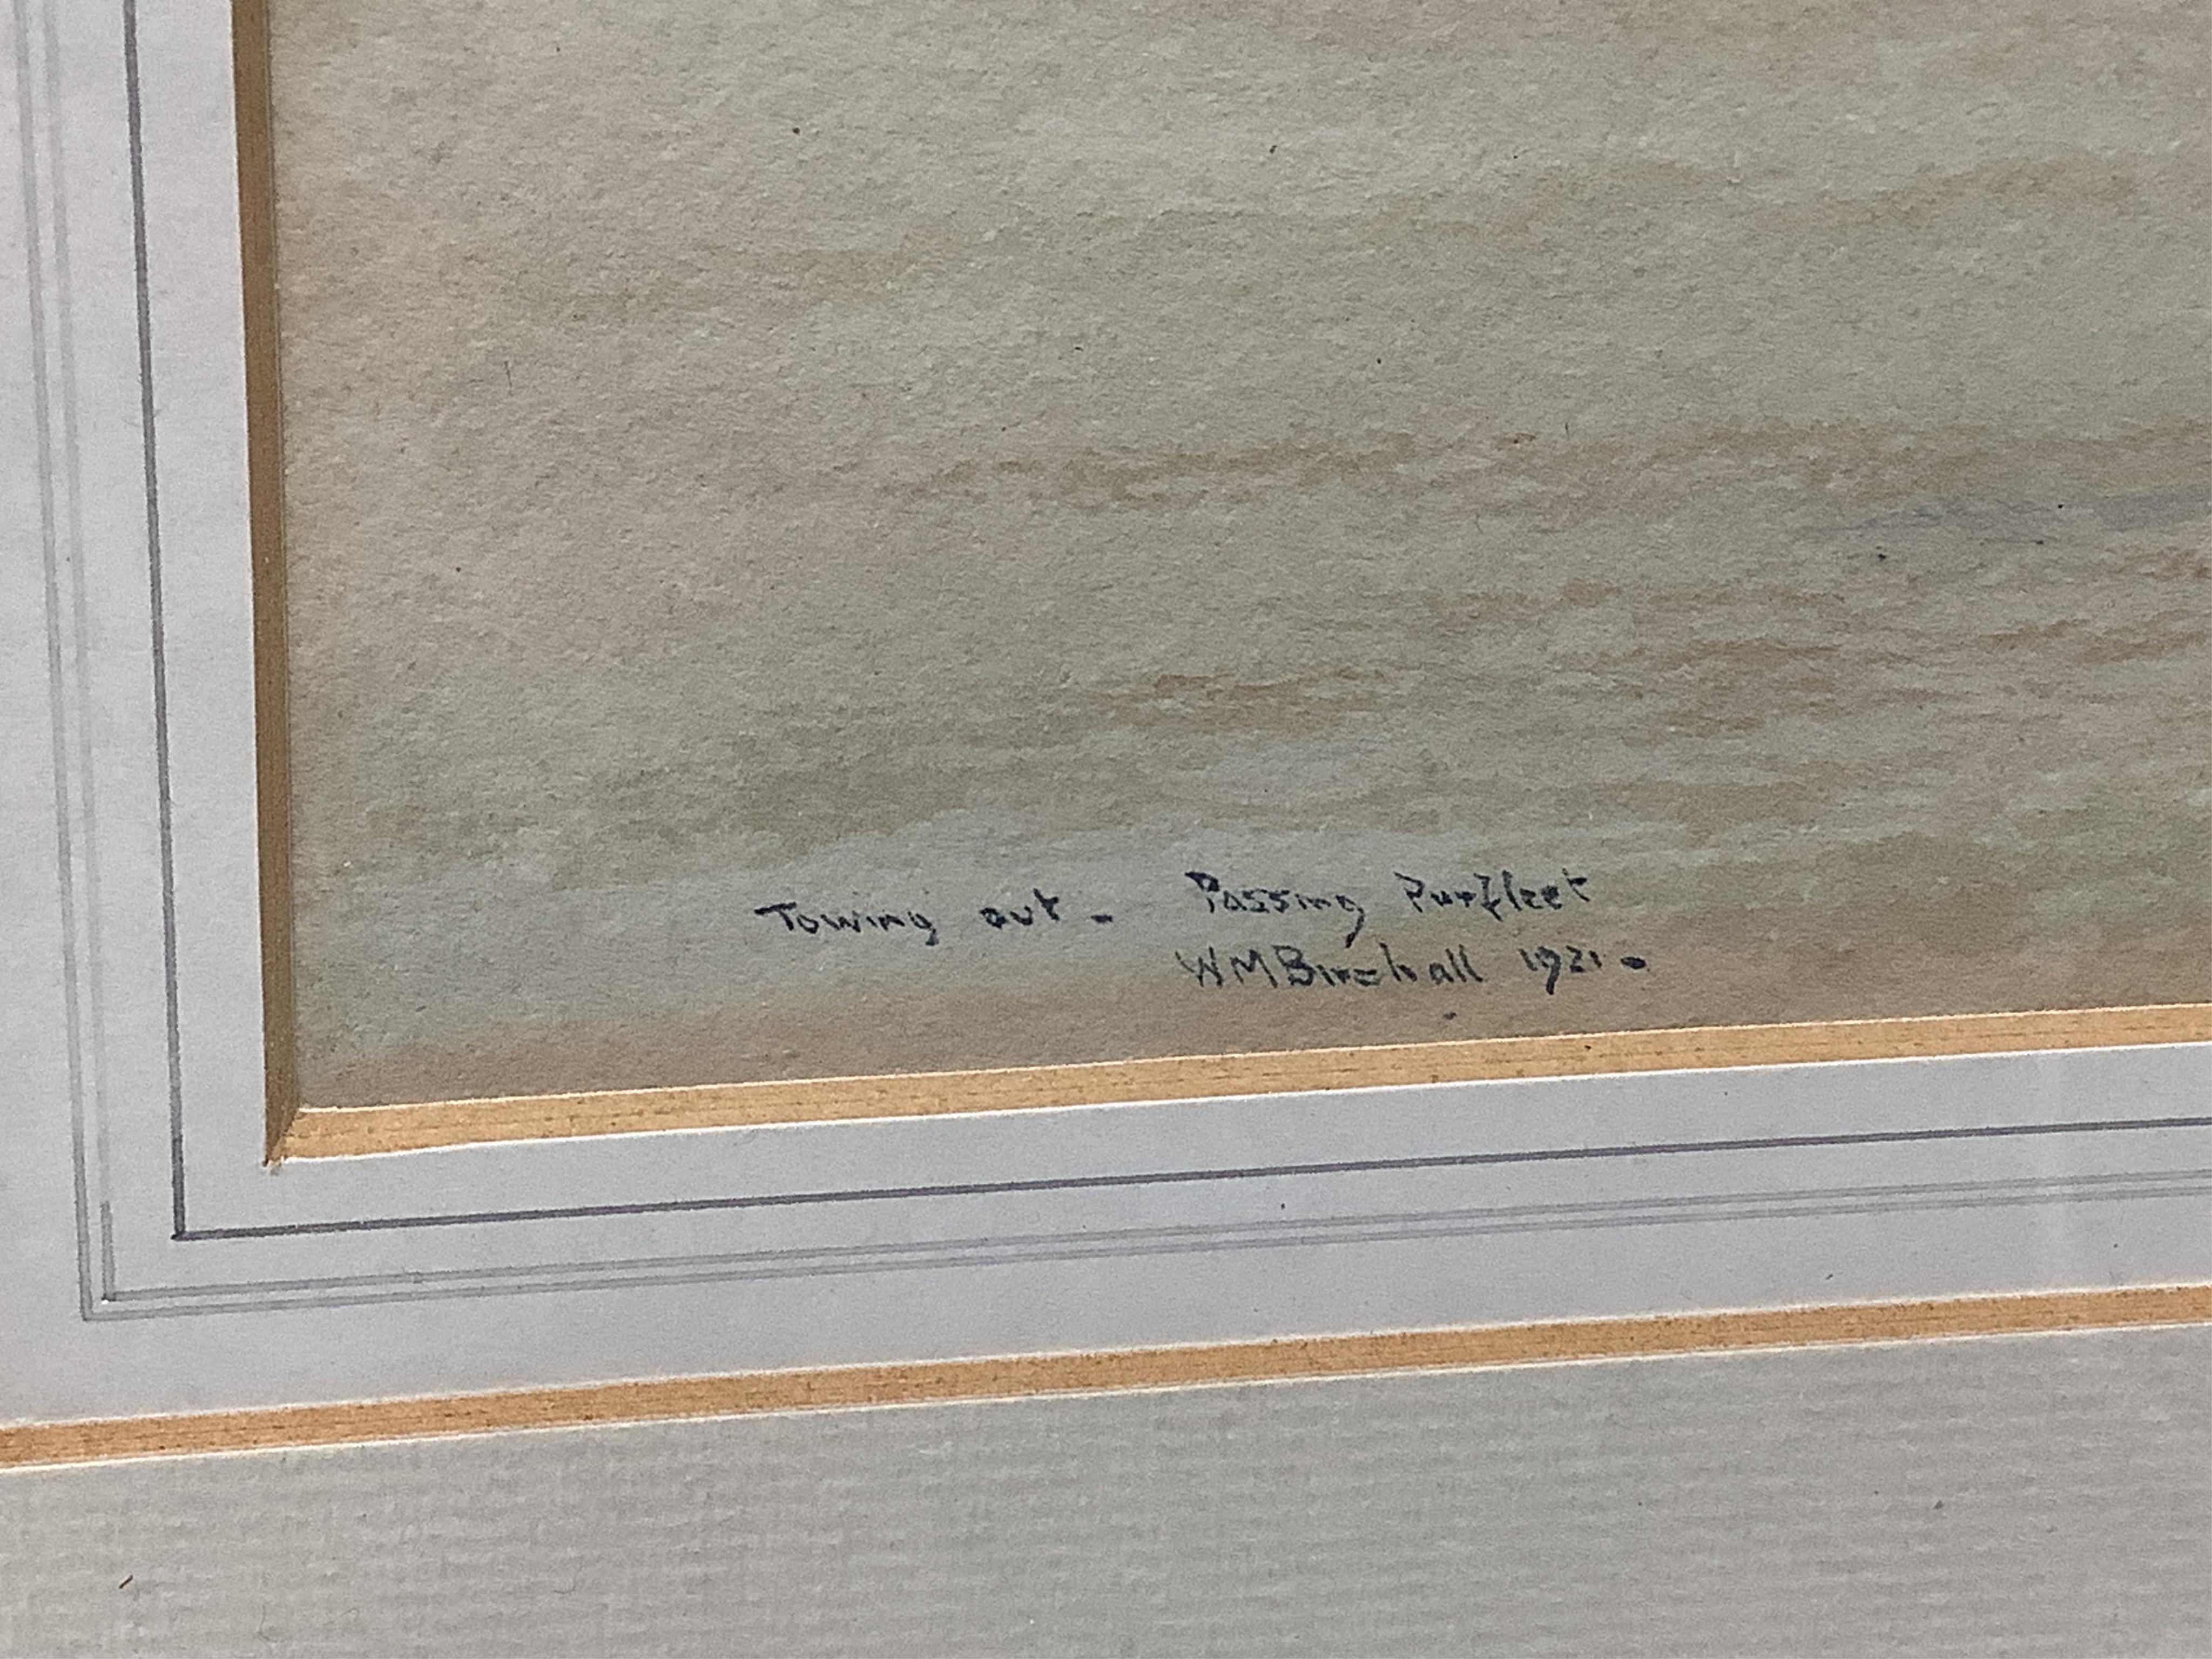 Towing out - Passing Purfleet
WMBirchall 1921.